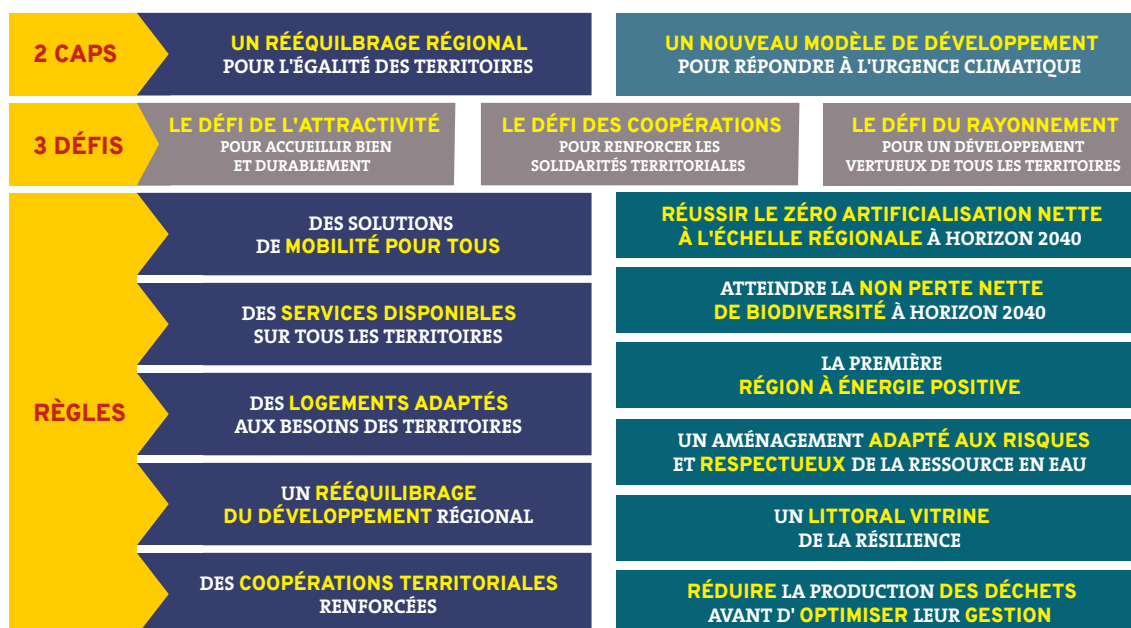 2 CAPS
UN RÉÉQUILBRAGE RÉGIONAL
POUR L'ÉGALITÉ DES TERRITOIRES
UN NOUVEAU MODÈLE DE DÉVELOPPEMENT
POUR RÉPONDRE À L'URGENCE CLIMATIQUE
3 DÉFIS
LE DÉFI DE L'ATTRACTIVITÉ
POUR ACCUEILLIR BIEN
ET DURABLEMENT
LE DÉFI DES COOPÉRATIONS
POUR RENFORCER LES
SOLIDARITÉS TERRITORIALES
LE DÉFI DU RAYONNEMENT
POUR UN DÉVELOPPEMENT
VERTUEUX DE TOUS LES TERRITOIRES
RÈGLES
DES SOLUTIONS
DE MOBILITÉ POUR TOUS
DES SERVICES DISPONIBLES
SUR TOUS LES TERRITOIRES
DES LOGEMENTS ADAPTÉS
AUX BESOINS DES TERRITOIRES
UN RÉÉQUILIBRAGE
DU DÉVELOPPEMENT RÉGIONAL
DES COOPÉRATIONS TERRITORIALES
RENFORCÉES
RÉUSSIR LE ZÉRO ARTIFICIALISATION NETTE
À L'ÉCHELLE RÉGIONALE À HORIZON 2040
ATTEINDRE LA NON PERTE NETTE
DE BIODIVERSITÉ À HORIZON 2040
LA PREMIÈRE
RÉGION À ÉNERGIE POSITIVE
UN AMÉNAGEMENT ADAPTÉ AUX RISQUES
ET RESPECTUEUX DE LA RESSOURCE EN EAU
UN LITTORAL VITRINE
DE LA RÉSILIENCE
RÉDUIRE LA PRODUCTION DES DÉCHETS
AVANT D' OPTIMISER LEUR GESTION